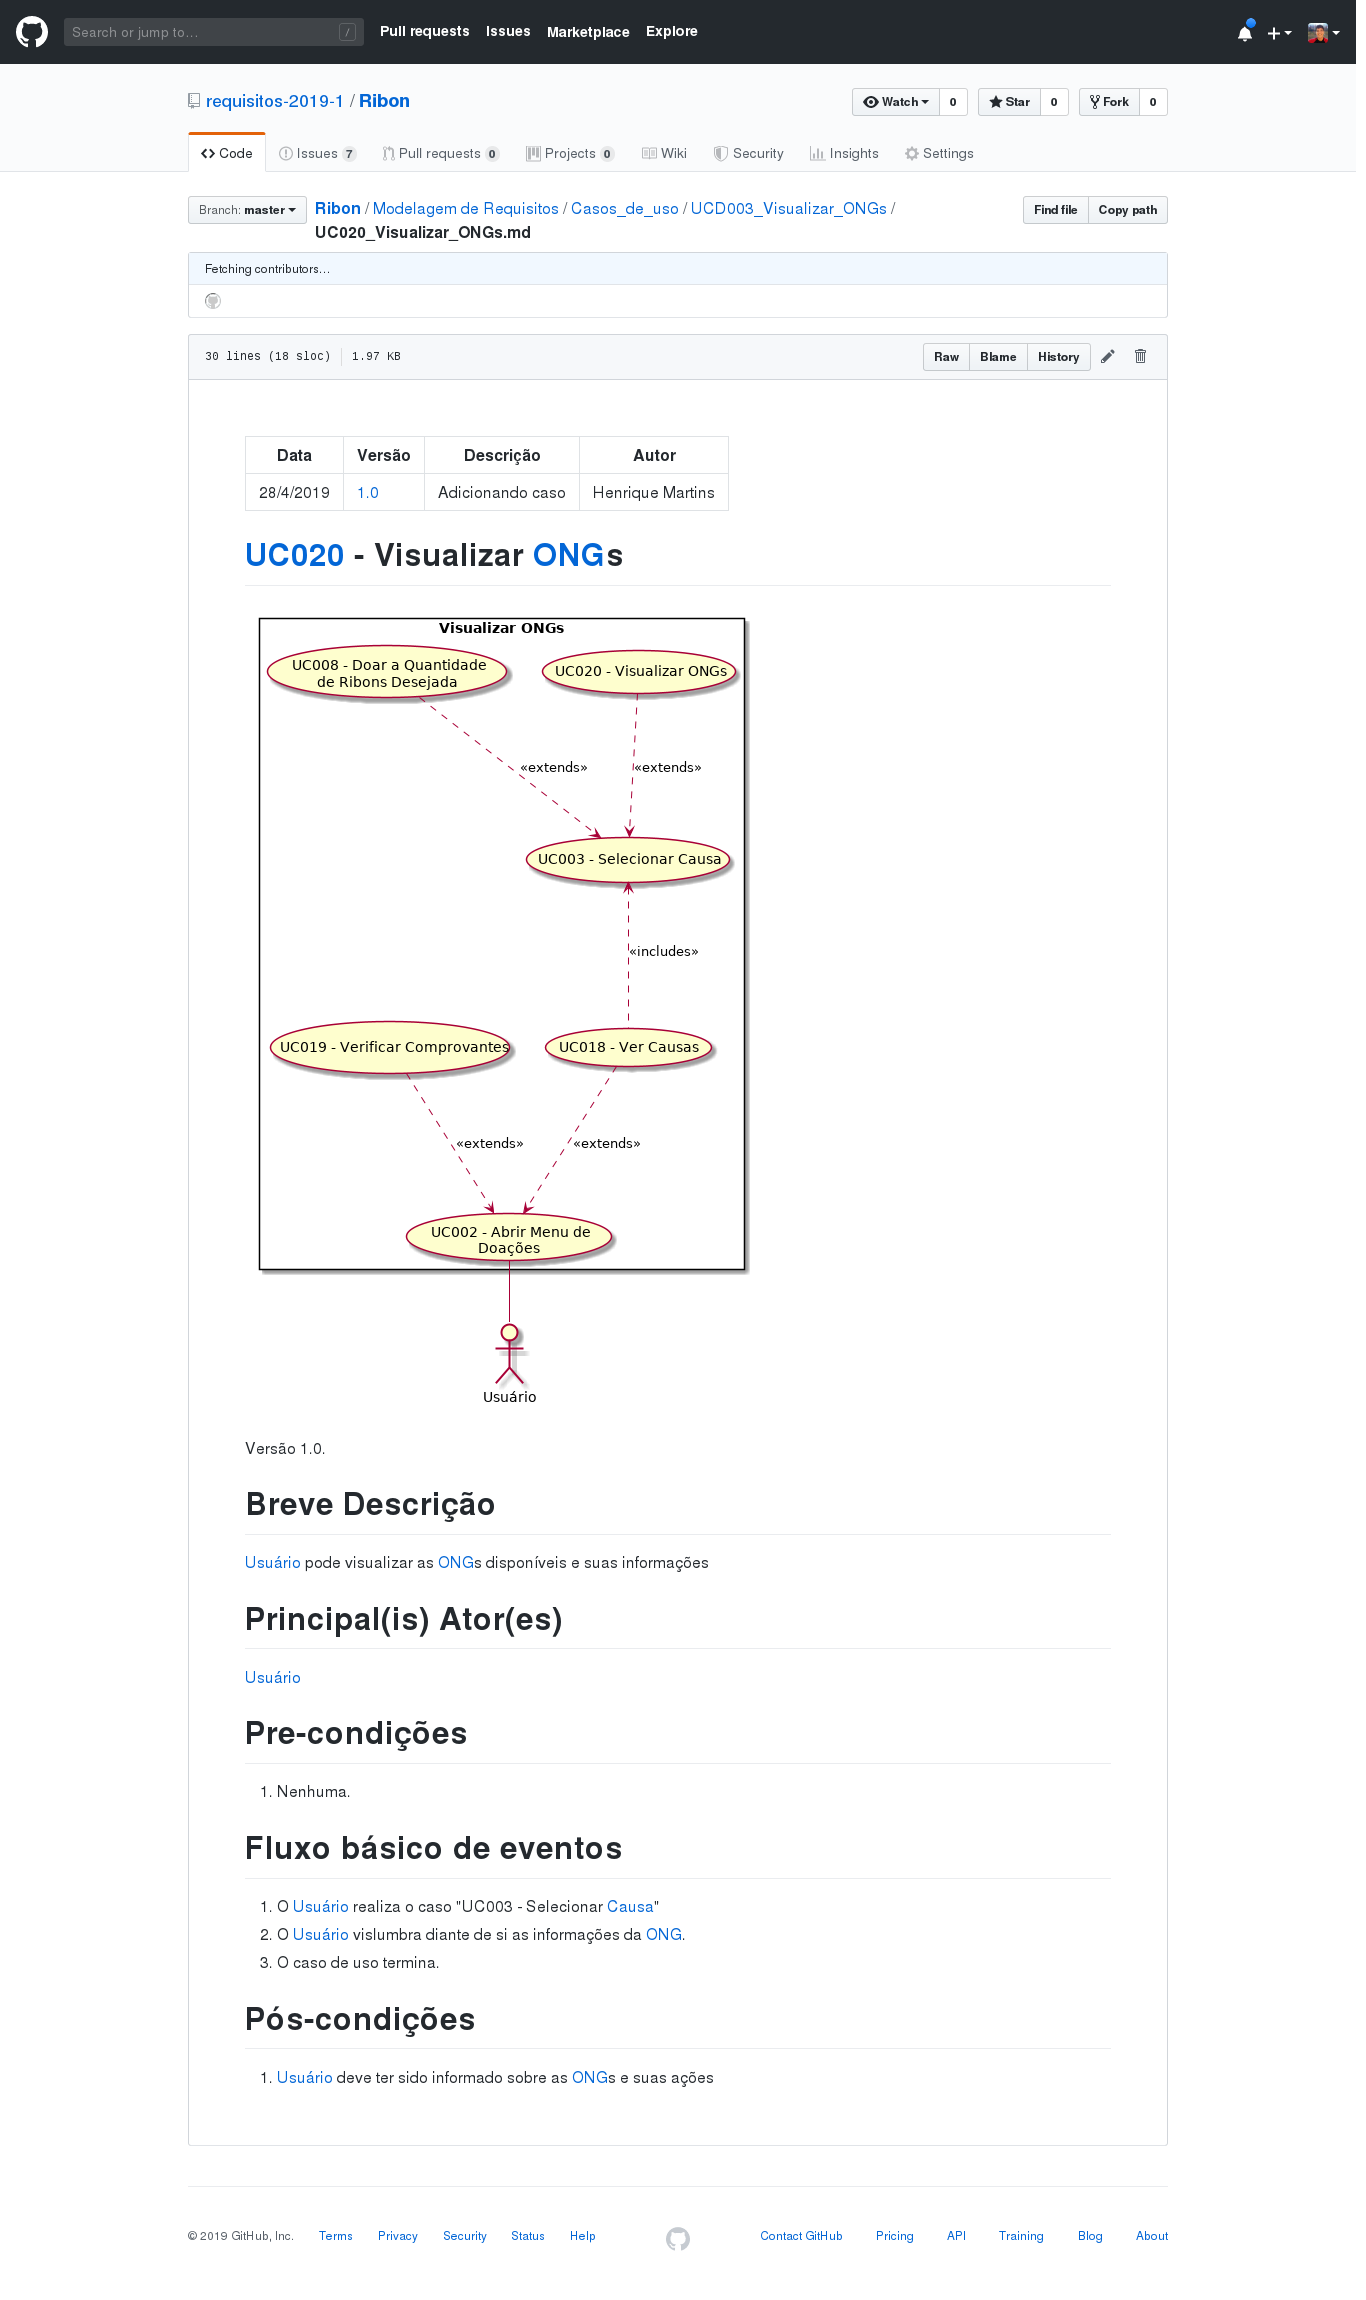 Search or jump to... /
Pull requests Issues Marketplace Explore
requisitos-2019-1 / Ribon
Watch 0 Star 0 Fork 0
Code Issues 7 Pull requests 0 Projects 0 Wiki Security Insights Settings
Branch: master Ribon / Modelagem de Requisitos / Casos_de_uso / UCD003_Visualizar_ONGs /
UC020_Visualizar_ONGs.md
Find file Copy path
Fetching contributors…
30 lines (18 sloc) 1.97 KB
Raw Blame History
Data Versão Descrição Autor
28/4/2019 1.0 Adicionando caso Henrique Martins
UC020 - Visualizar ONGs
Visualizar ONGs
UC008 - Doar a Quantidade
de Ribons Desejada
UC020 - Visualizar ONGs
«extends» «extends»
UC003 - Selecionar Causa
«includes»
UC019 - Verificar Comprovantes UC018 - Ver Causas
«extends» «extends»
UC002 - Abrir Menu de
Doações
Usuário
Versão 1.0.
Breve Descrição
Usuário pode visualizar as ONGs disponíveis e suas informações
Principal(is) Ator(es)
Usuário
Pre-condições
1. Nenhuma.
Fluxo básico de eventos
1. O Usuário realiza o caso "UC003 - Selecionar Causa"
2. O Usuário vislumbra diante de si as informações da ONG.
3. O caso de uso termina.
Pós-condições
1. Usuário deve ter sido informado sobre as ONGs e suas ações
© 2019 GitHub, Inc. Terms Privacy Security Status Help Contact GitHub Pricing API Training Blog About